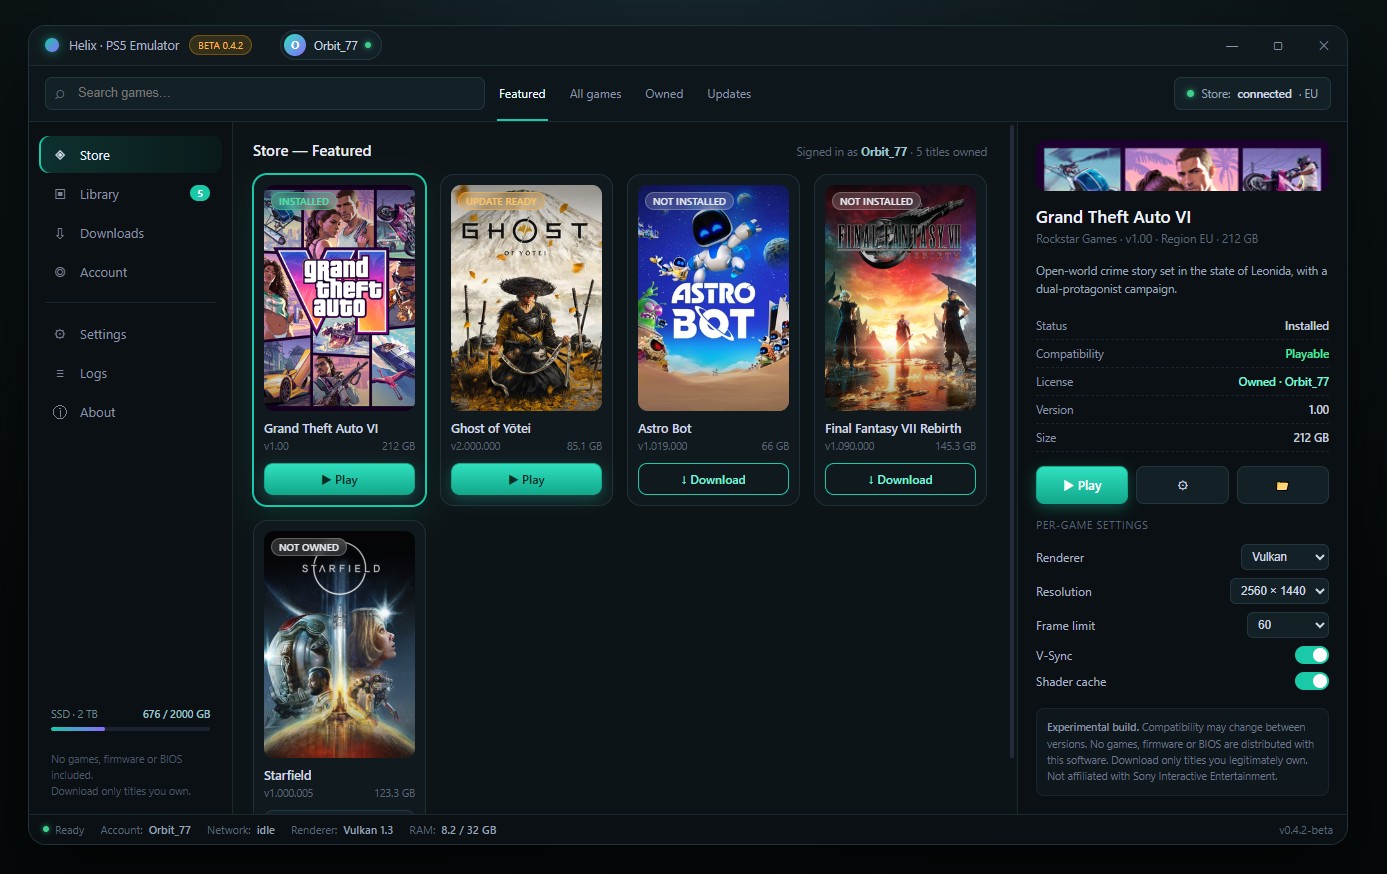 Helix · PS5 Emulator
BETA 0.4.2
O
Orbit_77
Search games...
Featured
All games
Owned
Updates
Store: connected · EU
Store
Library
5
Downloads
Account
Settings
Logs
About
SSD · 2 TB
676 / 2000 GB
No games, firmware or BIOS
included.
Download only titles you own.
Store — Featured
Signed in as Orbit_77 · 5 titles owned
INSTALLED
grand
theft
auto
VI
Grand Theft Auto VI
v1.00
212 GB
▶ Play
UPDATE READY
GHOST
OF YŌTEI
Ghost of Yōtei
v2.000.000
85.1 GB
▶ Play
NOT INSTALLED
ASTRO
BOT
Astro Bot
v1.019.000
66 GB
↓ Download
NOT INSTALLED
FINAL FANTASY VII
REBIRTH
Final Fantasy VII Rebirth
v1.090.000
145.3 GB
↓ Download
NOT OWNED
STARFIELD
Starfield
v1.000.005
123.3 GB
Grand Theft Auto VI
Rockstar Games · v1.00 · Region EU · 212 GB
Open-world crime story set in the state of Leonida, with a
dual-protagonist campaign.
Status
Installed
Compatibility
Playable
License
Owned · Orbit_77
Version
1.00
Size
212 GB
▶ Play
PER-GAME SETTINGS
Renderer
Vulkan
Resolution
2560 × 1440
Frame limit
60
V-Sync
Shader cache
Experimental build. Compatibility may change between
versions. No games, firmware or BIOS are distributed with
this software. Download only titles you legitimately own.
Not affiliated with Sony Interactive Entertainment.
Ready
Account: Orbit_77
Network: idle
Renderer: Vulkan 1.3
RAM: 8.2 / 32 GB
v0.4.2-beta